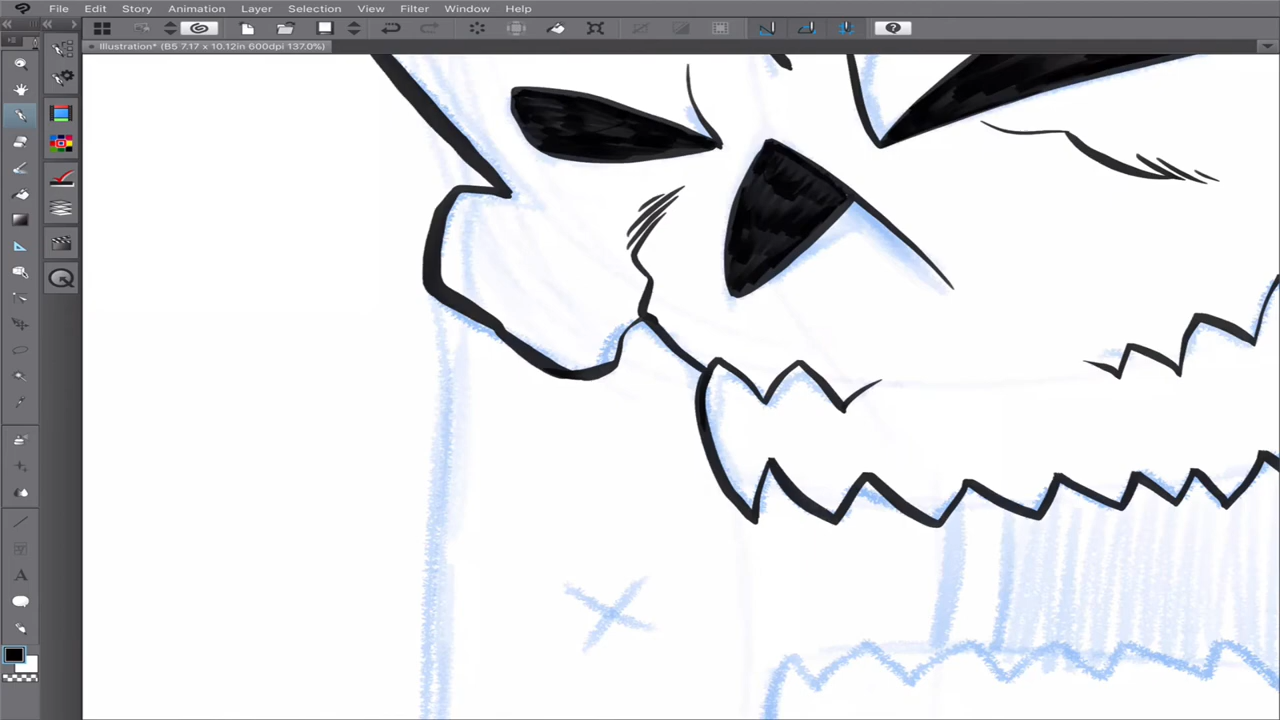 File Edit Story Animation Layer Selection View Filter Window Help
Illustration* (B5 7.17 x 10.12in 600dpi 137.0%)